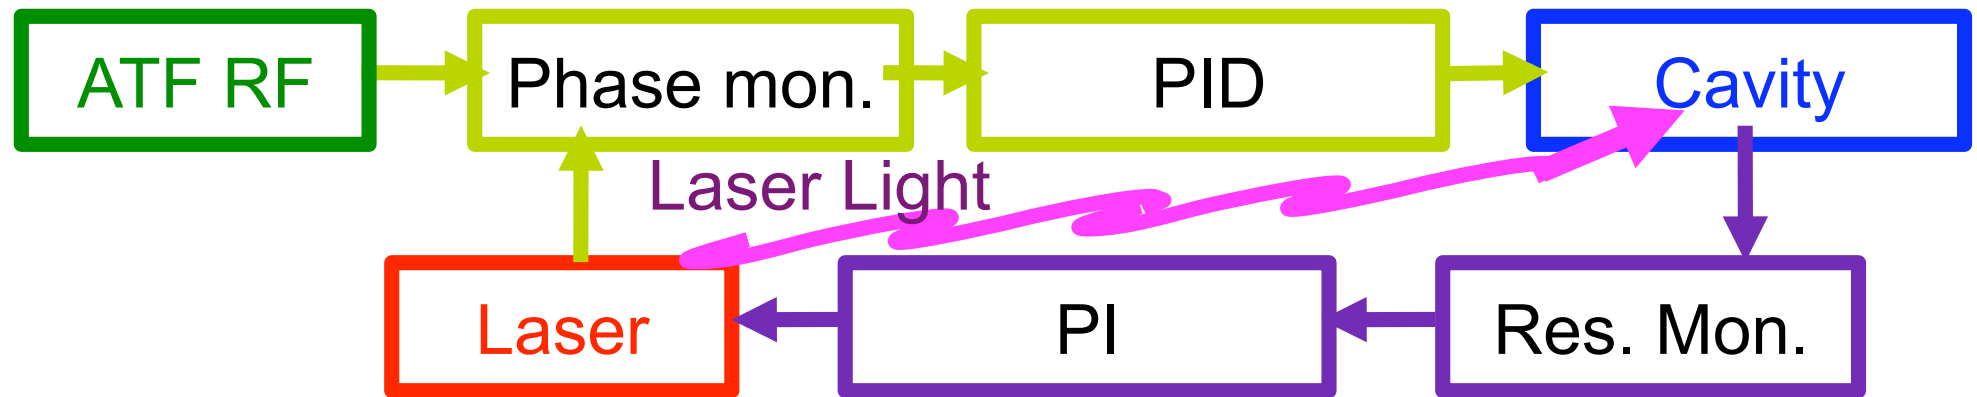 ATF RF
Phase mon.
PID
Cavity
Laser Light
Laser
PI
Res. Mon.